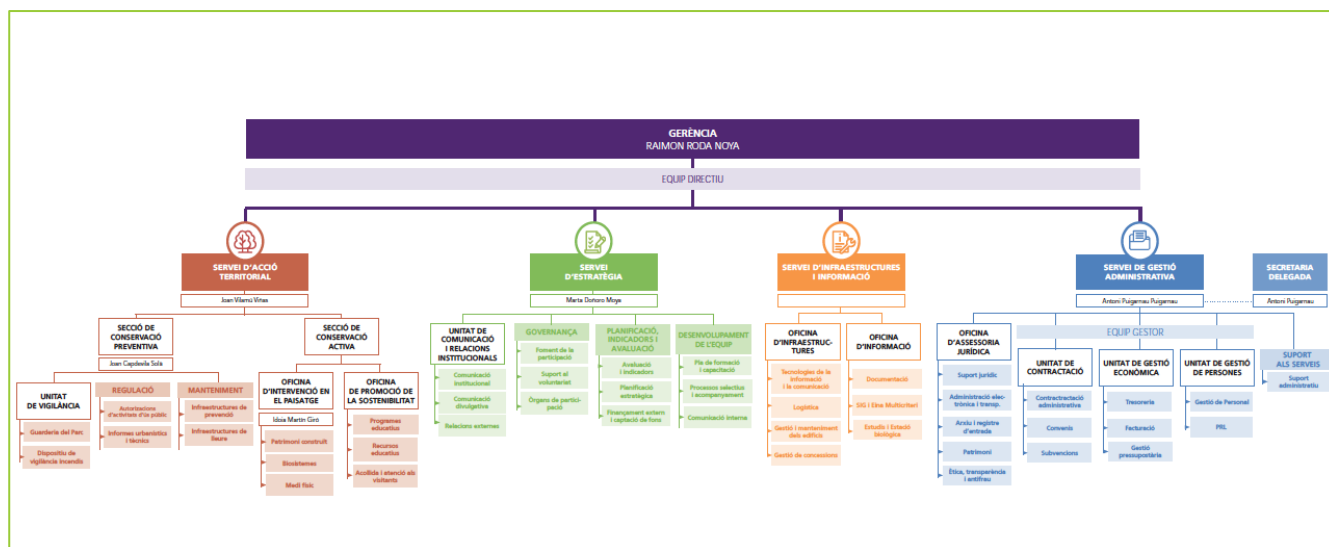 GERÈNCIA
RAIMON RODA NOYA
EQUIP DIRECTIU
SERVEI D'ACCIÓ
TERRITORIAL
Joan Vilamú Viñas
SECCIÓ DE
CONSERVACIÓ
PREVENTIVA
Joan Capdevila Solà
UNITAT
DE VIGILÀNCIA
Guarderia del Parc
Dispositiu de
vigilància incendis
REGULACIÓ
Autoritzacions
d'activitats d'ús públic
Informes urbanístics
i tècnics
MANTENIMENT
Infraestructures de
prevenció
Infraestructures de
lleure
SECCIÓ DE
CONSERVACIÓ
ACTIVA
OFICINA
D'INTERVENCIÓ EN
EL PAISATGE
Idoia Martín Giró
Patrimoni construït
Biosistemes
Medi físic
OFICINA
DE PROMOCIÓ DE
LA SOSTENIBILITAT
Programes
educatius
Recursos
educatius
Acollida i atenció als
visitants
SERVEI
D'ESTRATÈGIA
Marta Doñoro Moya
UNITAT DE
COMUNICACIÓ
I RELACIONS
INSTITUCIONALS
Comunicació
institucional
Comunicació
divulgativa
Relacions externes
GOVERNANÇA
Foment de la
participació
Suport al
voluntariat
Òrgans de partici-
pació
PLANIFICACIÓ,
INDICADORS I
AVALUACIÓ
Avaluació
i indicadors
Planificació
estratègica
Finançament extern
i captació de fons
DESENVOLUPAMENT
DE L'EQUIP
Pla de formació
i capacitació
Processos selectius
i acompanyament
Comunicació interna
SERVEI D'INFRAESTRUCTURES
I INFORMACIÓ
OFICINA
D'INFRAESTRUC-
TURES
Tecnologies de la
informació
i la comunicació
Logística
Gestió i manteniment
dels edificis
Gestió de concessions
OFICINA
D'INFORMACIÓ
Documentació
SIG i Eina Multicriteri
Estudis i Estació
biològica
SERVEI DE GESTIÓ
ADMINISTRATIVA
Antoni Puigarnau Puigarnau
SECRETARIA
DELEGADA
Antoni Puigarnau
OFICINA
D'ASSESSORIA
JURÍDICA
Suport jurídic
Administració elec-
trònica i transp.
Arxiu i registre
d'entrada
Patrimoni
Ètica, transparència
i antifrau
EQUIP GESTOR
UNITAT DE
CONTRACTACIÓ
Contractractació
administrativa
Convenis
Subvencions
UNITAT DE GESTIÓ
ECONÒMICA
Tresoreria
Facturació
Gestió
pressupostària
UNITAT DE GESTIÓ
DE PERSONES
Gestió de Personal
PRL
SUPORT
ALS SERVEIS
Suport
administratiu